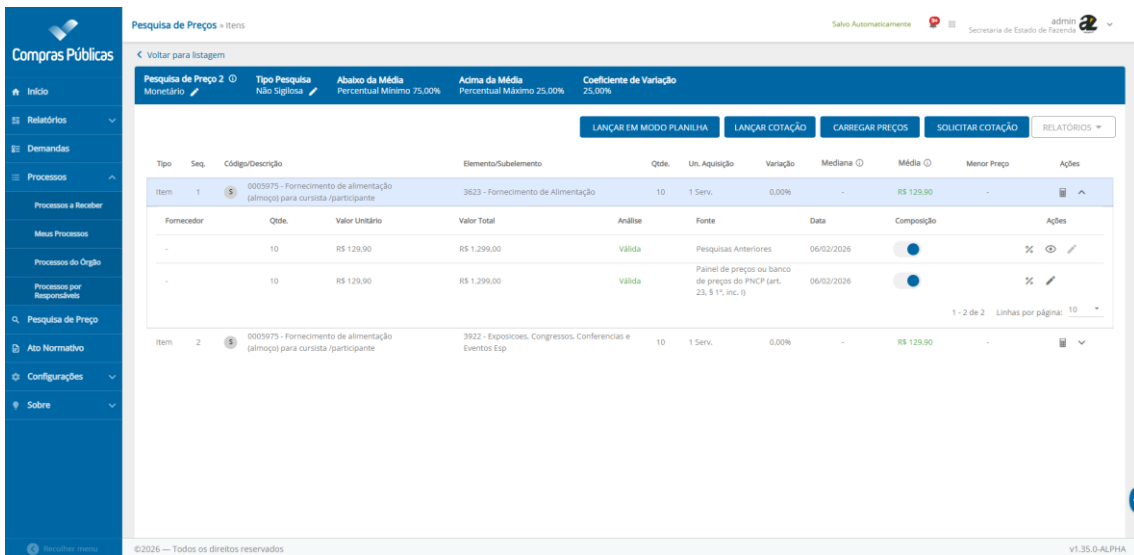 Compras Públicas
Início
Relatórios
Demandas
Processos
Processos a Receber
Meus Processos
Processos do Órgão
Processos por
Responsáveis
Pesquisa de Preço
Ato Normativo
Configurações
Sobre
Recolher menu
Pesquisa de Preços » Itens
Salvo Automaticamente
admin
Secretaria de Estado de Fazenda
Voltar para listagem
Pesquisa de Preço 2 Tipo Pesquisa Abaixo da Média Acima da Média Coeficiente de Variação
Monetário Não Sigilosa Percentual Mínimo 75,00% Percentual Máximo 25,00% 25,00%
LANÇAR EM MODO PLANILHA LANÇAR COTAÇÃO CARREGAR PREÇOS SOLICITAR COTAÇÃO RELATÓRIOS
Tipo Seq. Código/Descrição Elemento/Subelemento Qtde. Un. Aquisição Variação Mediana Média Menor Preço Ações
Item 1 S 0005975 - Fornecimento de alimentação
(almoço) para cursista /participante
3623 - Fornecimento de Alimentação 10 1 Serv. 0,00% - R$ 129,90 -
Fornecedor Qtde. Valor Unitário Valor Total Análise Fonte Data Composição Ações
- 10 R$ 129,90 R$ 1.299,00 Válida Pesquisas Anteriores 06/02/2026
- 10 R$ 129,90 R$ 1.299,00 Válida
Painel de preços ou banco
de preços do PNCP (art.
23, § 1º, inc. I)
06/02/2026
1 - 2 de 2 Linhas por página: 10
Item 2 S 0005975 - Fornecimento de alimentação
(almoço) para cursista /participante
3922 - Exposicoes, Congressos, Conferencias e
Eventos Esp
10 1 Serv. 0,00% - R$ 129,90 -
©2026 — Todos os direitos reservados
v1.35.0-ALPHA